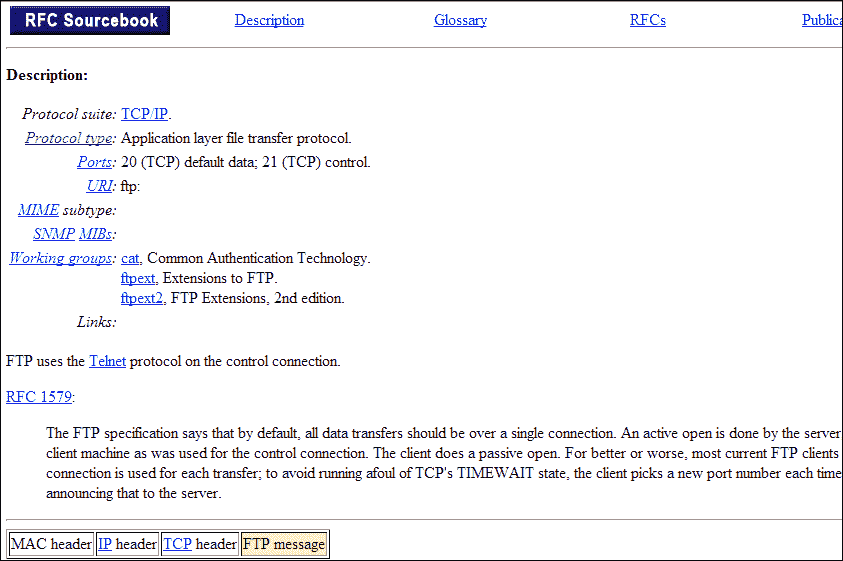 RFC Sourcebook Description Glossary RFCs Publica
Description:
Protocol suite: TCP/IP.
Protocol type: Application layer file transfer protocol.
Ports: 20 (TCP) default data; 21 (TCP) control.
URI: ftp:
MIME subtype:
SNMP MIBs:
Working groups: cat, Common Authentication Technology.
ftpext, Extensions to FTP.
ftpext2, FTP Extensions, 2nd edition.
Links:
FTP uses the Telnet protocol on the control connection.
RFC 1579:
The FTP specification says that by default, all data transfers should be over a single connection. An active open is done by the server
client machine as was used for the control connection. The client does a passive open. For better or worse, most current FTP clients
connection is used for each transfer; to avoid running afoul of TCP's TIMEWAIT state, the client picks a new port number each time
announcing that to the server.
MAC header IP header TCP header FTP message